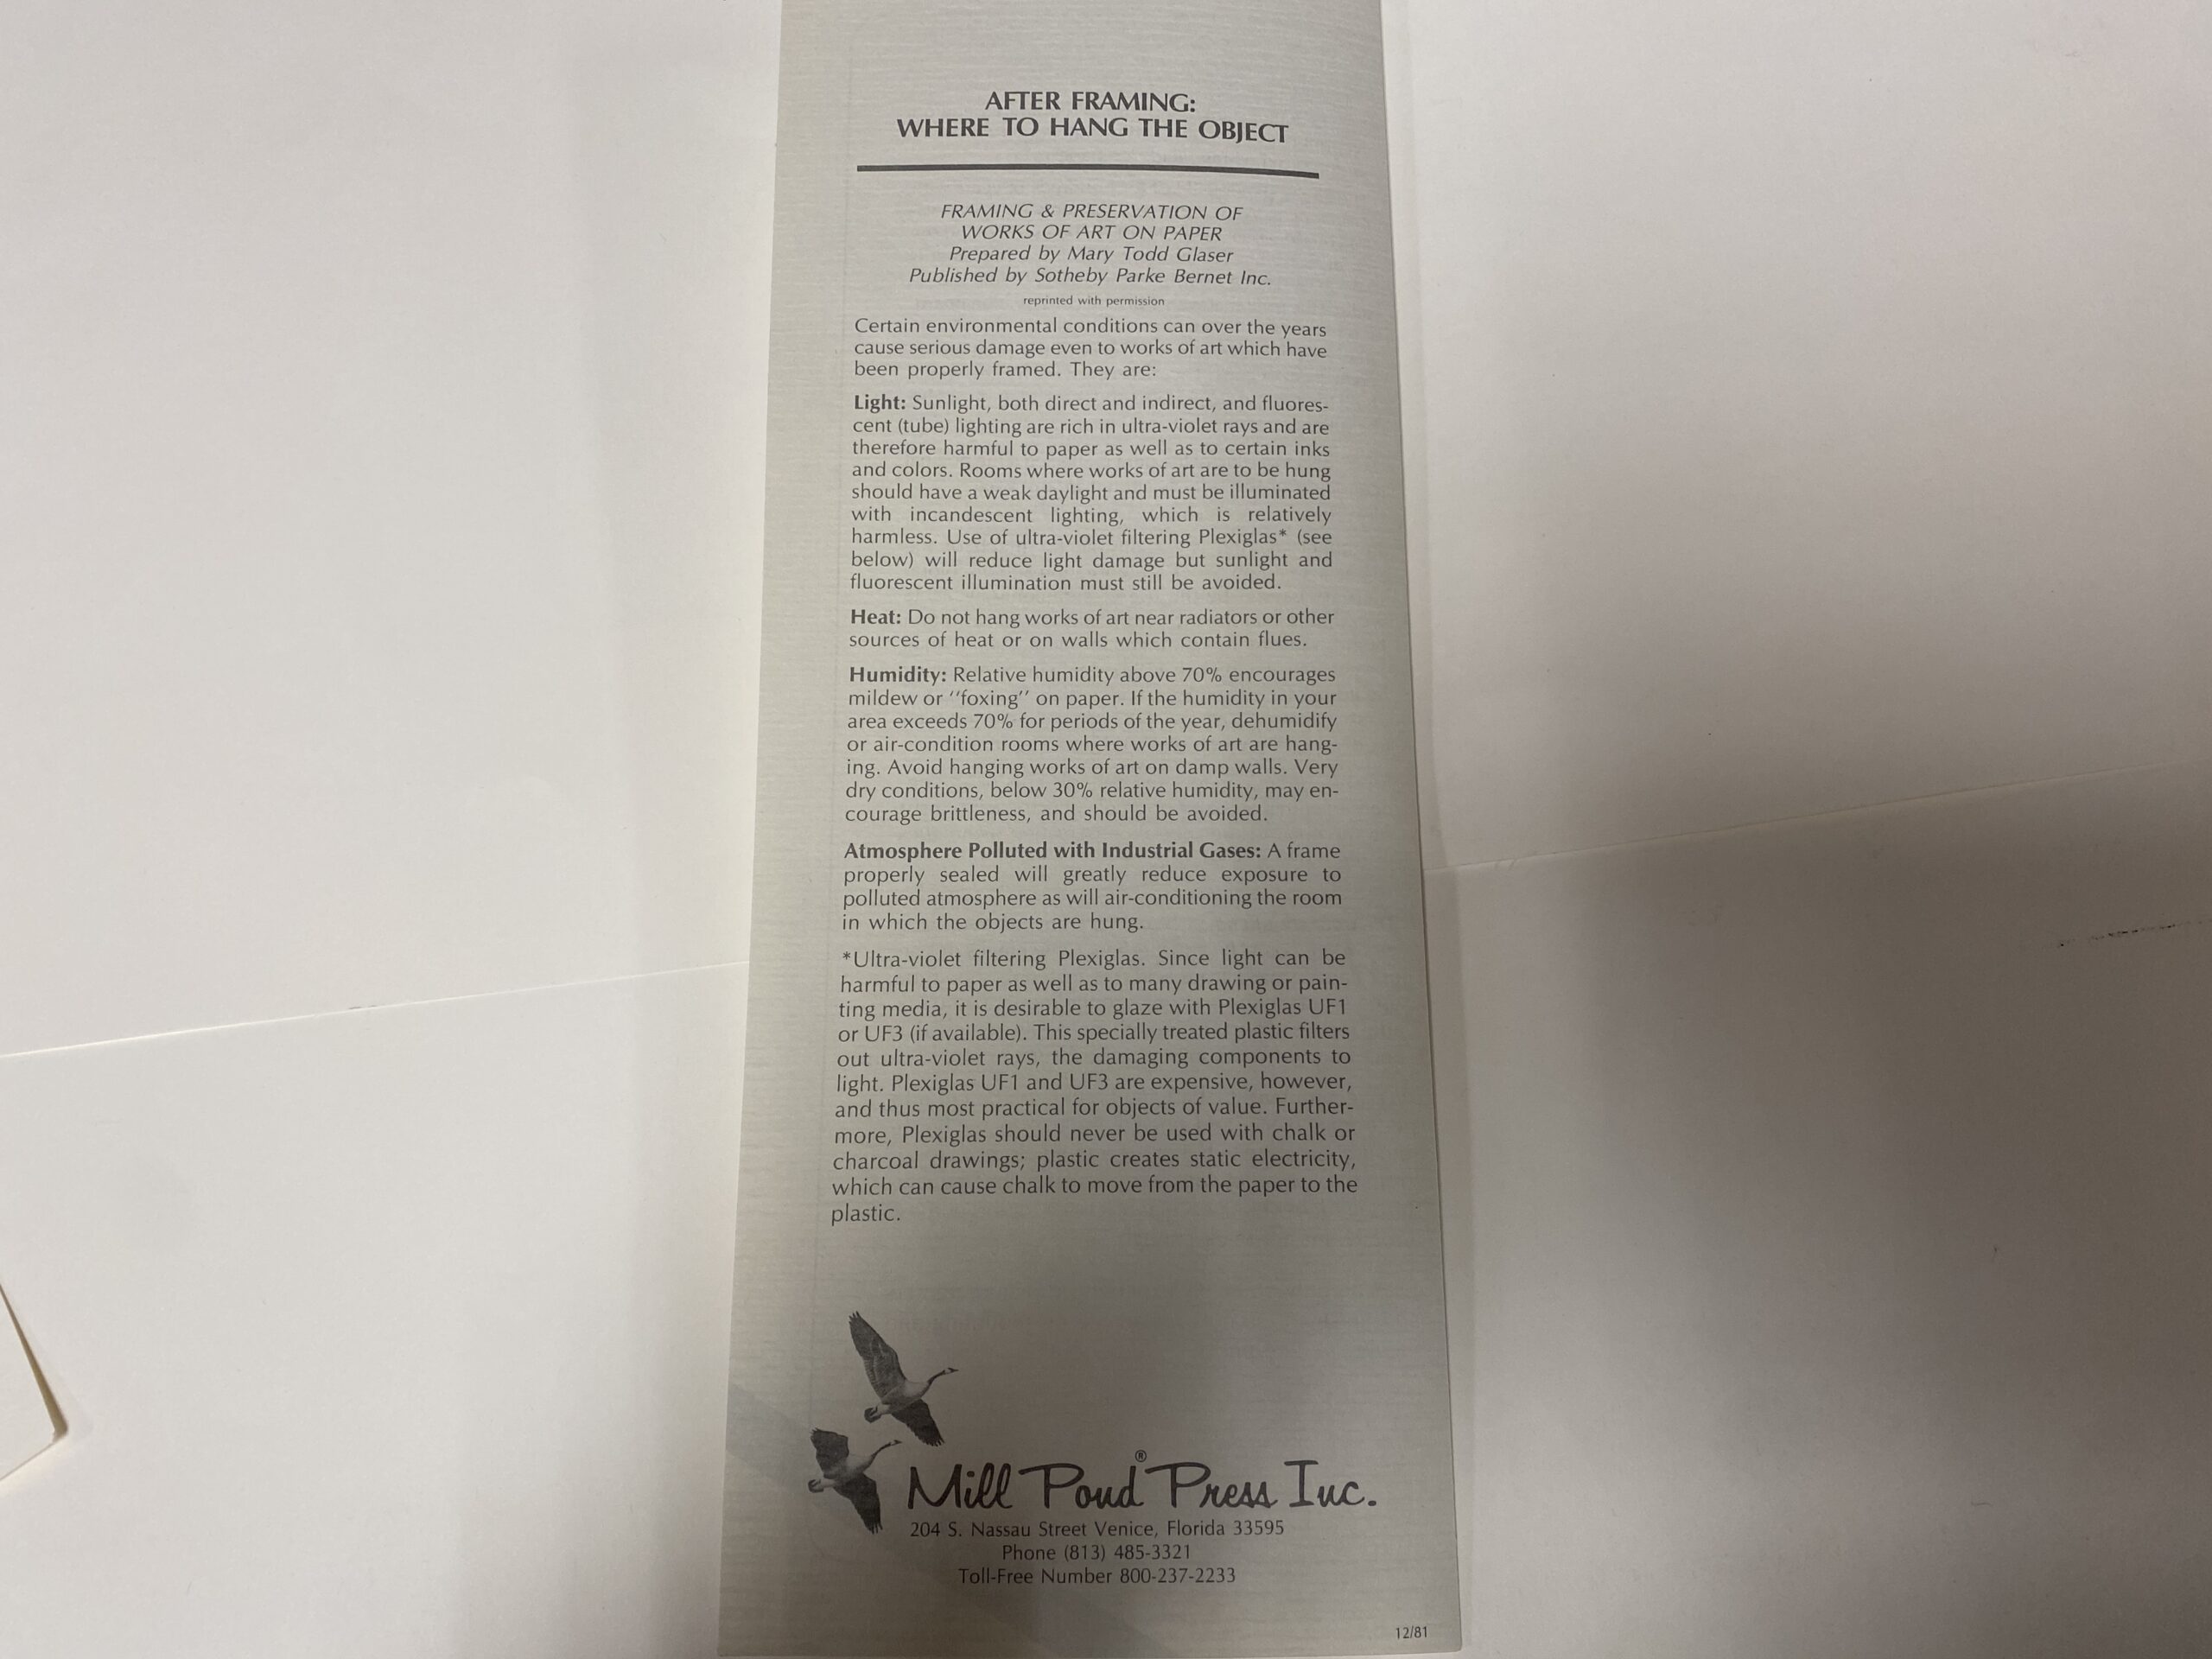 AFTER FRAMING:
WHERE TO HANG THE OBJECT
FRAMING & PRESERVATION OF
WORKS OF ART ON PAPER
Prepared by Mary Todd Glaser
Published by Sotheby Parke Bernet Inc.
reprinted with permission
Certain environmental conditions can over the years
cause serious damage even to works of art which have
been properly framed. They are:
Light: Sunlight, both direct and indirect, and fluores-
cent (tube) lighting are rich in ultra-violet rays and are
therefore harmful to paper as well as to certain inks
and colors. Rooms where works of art are to be hung
should have a weak daylight and must be illuminated
with incandescent lighting, which is relatively
harmless. Use of ultra-violet filtering Plexiglas* (see
below) will reduce light damage but sunlight and
fluorescent illumination must still be avoided.
Heat: Do not hang works of art near radiators or other
sources of heat or on walls which contain flues.
Humidity: Relative humidity above 70% encourages
mildew or ''foxing'' on paper. If the humidity in your
area exceeds 70% for periods of the year, dehumidify
or air-condition rooms where works of art are hang-
ing. Avoid hanging works of art on damp walls. Very
dry conditions, below 30% relative humidity, may en-
courage brittleness, and should be avoided.
Atmosphere Polluted with Industrial Gases: A frame
properly sealed will greatly reduce exposure to
polluted atmosphere as will air-conditioning the room
in which the objects are hung.
*Ultra-violet filtering Plexiglas. Since light can be
harmful to paper as well as to many drawing or pain-
ting media, it is desirable to glaze with Plexiglas UF1
or UF3 (if available). This specially treated plastic filters
out ultra-violet rays, the damaging components to
light. Plexiglas UF1 and UF3 are expensive, however,
and thus most practical for objects of value. Further-
more, Plexiglas should never be used with chalk or
charcoal drawings; plastic creates static electricity,
which can cause chalk to move from the paper to the
plastic.
Mill Pond® Press Inc.
204 S. Nassau Street Venice, Florida 33595
Phone (813) 485-3321
Toll-Free Number 800-237-2233
12/81